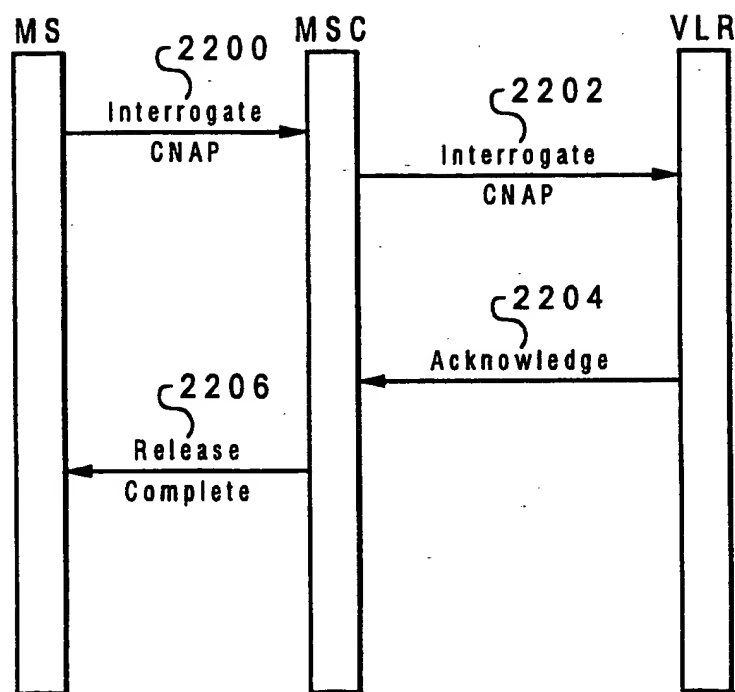 MS MSC VLR
2200
Interrogate
CNAP
2202
Interrogate
CNAP
2204
Acknowledge
2206
Release
Complete